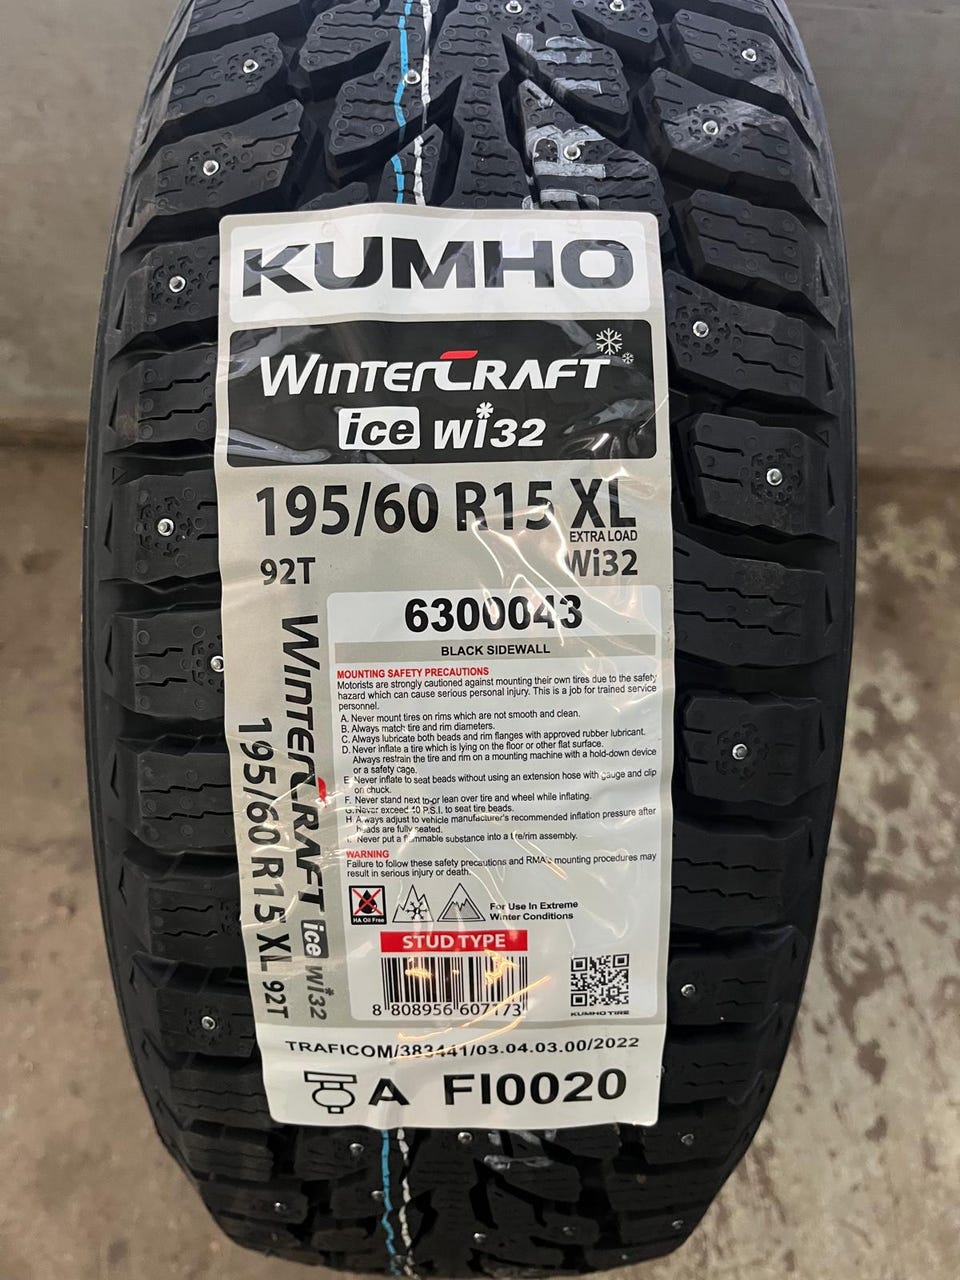 KUMHO
WINTERCRAFT
ice Wi32
195/60 R15 XL
EXTRA LOAD
92T
Wi32
6300043
BLACK SIDEWALL
MOUNTING SAFETY PRECAUTIONS
Motorists are strongly cautioned against mounting their own tires due to the safety
hazard which can cause serious personal injury. This is a job for trained service
personnel.
A. Never mount tires on rims which are not smooth and clean.
B. Always match tire and rim diameters.
C. Always lubricate both beads and rim flanges with approved rubber lubricant.
D. Never inflate a tire which is lying on the floor or other flat surface.
Always restrain the tire and rim on a mounting machine with a hold-down device
or a safety cage.
E. Never inflate to seat beads without using an extension hose with gauge and clip
on chuck.
F. Never stand next to or lean over tire and wheel while inflating.
G. Never exceed 40 P.S.I. to seat tire beads.
H. Always adjust to vehicle manufacturer's recommended inflation pressure after
beads are fully seated.
I. Never put a flammable substance into a tire/rim assembly.
WARNING
Failure to follow these safety precautions and RMA's mounting procedures may
result in serious injury or death.
HA Oil Free
For Use In Extreme
Winter Conditions
STUD TYPE
8 808956 607173
KUMHO TIRE
WINTERCRAFT ice Wi32
195/60 R15 XL 92T
TRAFICOM/383441/03.04.03.00/2022
A FI0020